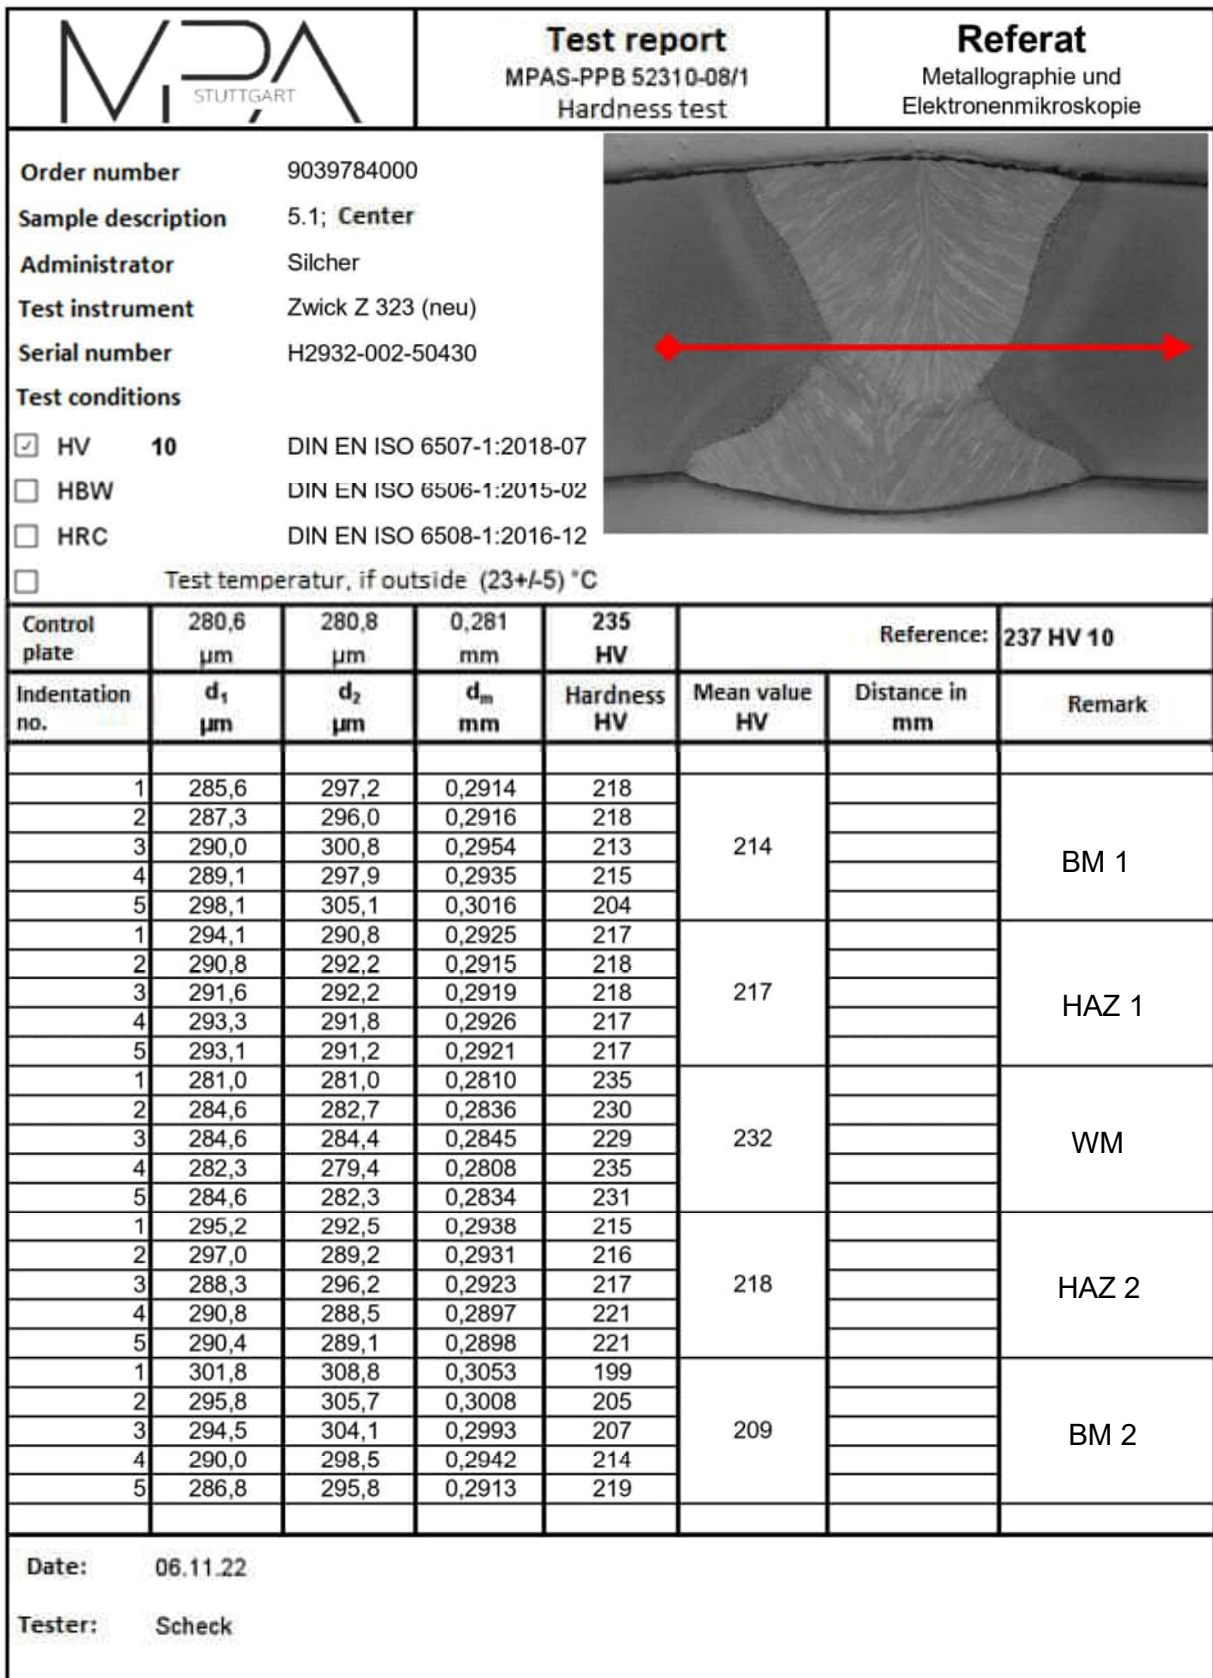 MPA
STUTTGART
Test report
MPAS-PPB 52310-08/1
Hardness test
Referat
Metallographie und
Elektronenmikroskopie
Order number 9039784000
Sample description 5.1; Center
Administrator Silcher
Test instrument Zwick Z 323 (neu)
Serial number H2932-002-50430
Test conditions
☑ HV 10 DIN EN ISO 6507-1:2018-07
☐ HBW DIN EN ISO 6506-1:2015-02
☐ HRC DIN EN ISO 6508-1:2016-12
☐ Test temperatur, if outside (23+/-5) °C
Control 280,6 280,8 0,281 235 Reference: 237 HV 10
plate µm µm mm HV
Indentation d₁ d₂ dₘ Hardness Mean value Distance in Remark
no. µm µm mm HV HV mm
1 285,6 297,2 0,2914 218
2 287,3 296,0 0,2916 218
3 290,0 300,8 0,2954 213 214 BM 1
4 289,1 297,9 0,2935 215
5 298,1 305,1 0,3016 204
1 294,1 290,8 0,2925 217
2 290,8 292,2 0,2915 218
3 291,6 292,2 0,2919 218 217 HAZ 1
4 293,3 291,8 0,2926 217
5 293,1 291,2 0,2921 217
1 281,0 281,0 0,2810 235
2 284,6 282,7 0,2836 230
3 284,6 284,4 0,2845 229 232 WM
4 282,3 279,4 0,2808 235
5 284,6 282,3 0,2834 231
1 295,2 292,5 0,2938 215
2 297,0 289,2 0,2931 216
3 288,3 296,2 0,2923 217 218 HAZ 2
4 290,8 288,5 0,2897 221
5 290,4 289,1 0,2898 221
1 301,8 308,8 0,3053 199
2 295,8 305,7 0,3008 205
3 294,5 304,1 0,2993 207 209 BM 2
4 290,0 298,5 0,2942 214
5 286,8 295,8 0,2913 219
Date: 06.11.22
Tester: Scheck